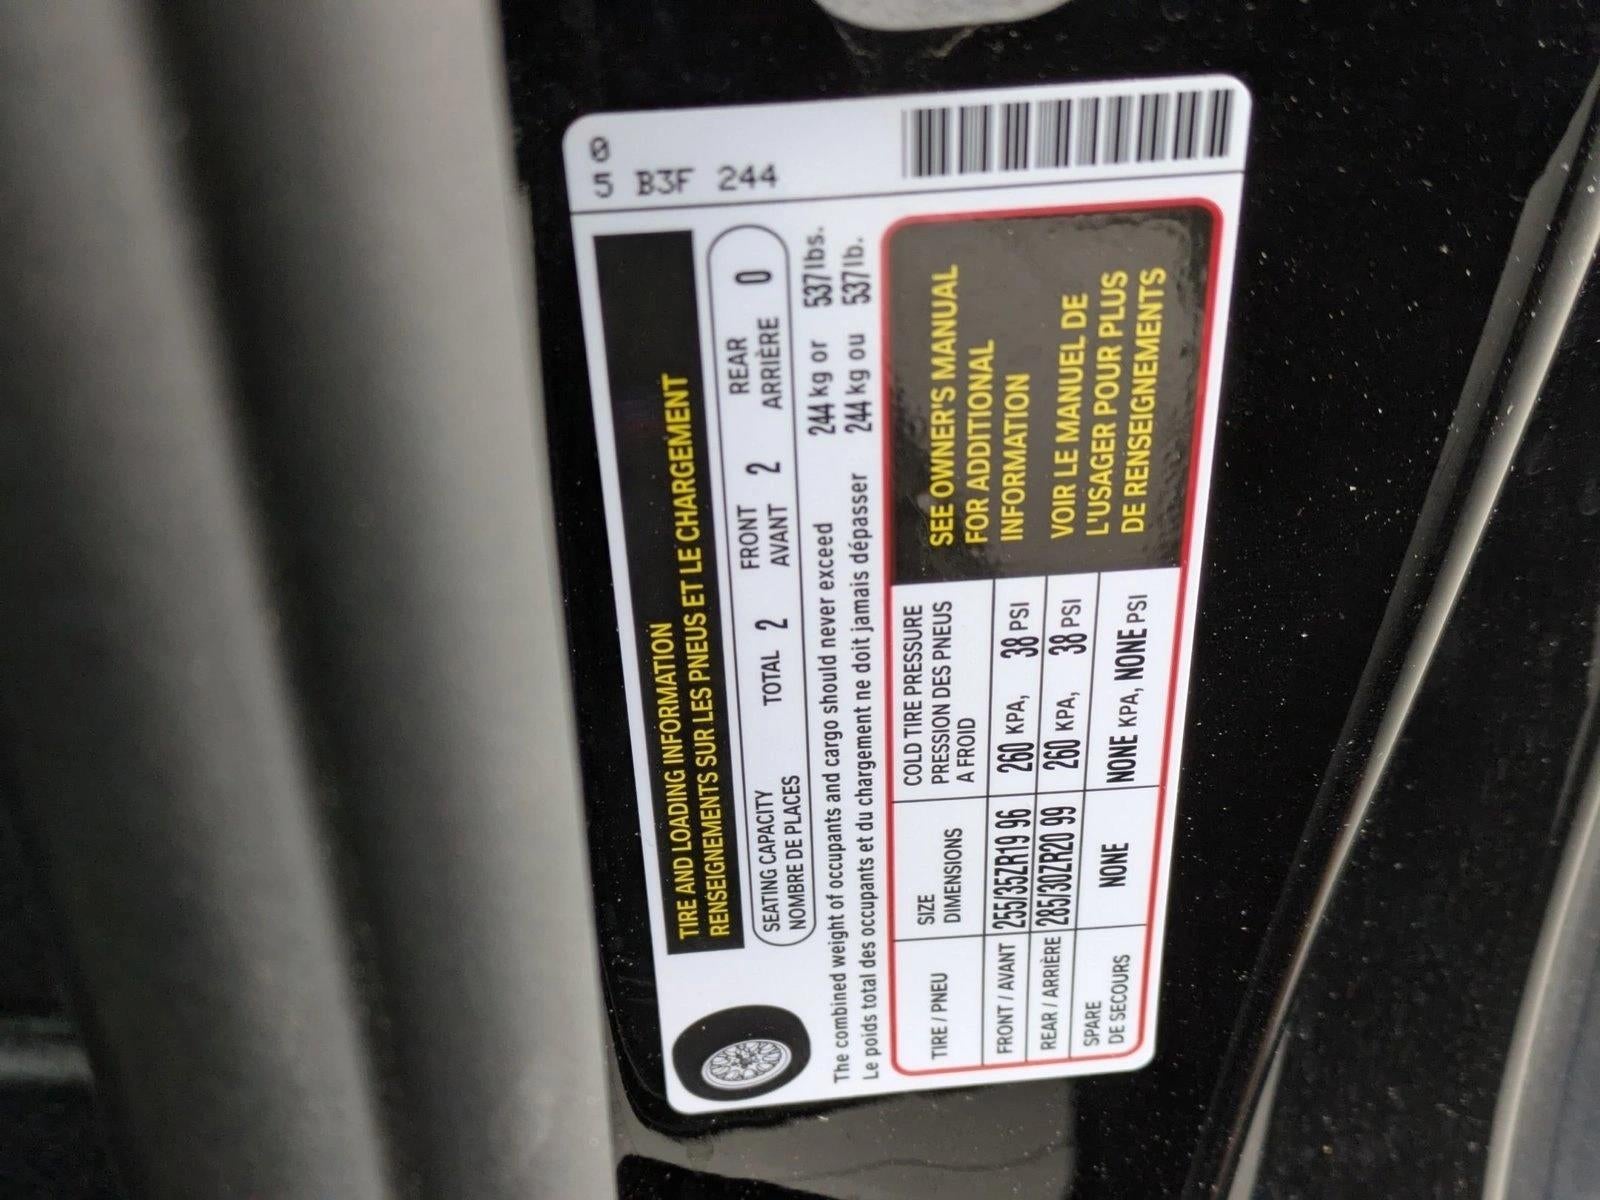 0
5 B3F 244
TIRE AND LOADING INFORMATION
RENSEIGNEMENTS SUR LES PNEUS ET LE CHARGEMENT
SEATING CAPACITY TOTAL 2 FRONT 2 REAR 0
NOMBRE DE PLACES AVANT ARRIÈRE
The combined weight of occupants and cargo should never exceed 244 kg or 537 lbs.
Le poids total des occupants et du chargement ne doit jamais dépasser 244 kg ou 537 lb.
TIRE / PNEU
SIZE
DIMENSIONS
COLD TIRE PRESSURE
PRESSION DES PNEUS
A FROID
FRONT / AVANT 255/35ZR19 96 260 KPA, 38 PSI
REAR / ARRIÈRE 285/30ZR20 99 260 KPA, 38 PSI
SPARE
DE SECOURS NONE NONE KPA, NONE PSI
SEE OWNER'S MANUAL
FOR ADDITIONAL
INFORMATION
VOIR LE MANUEL DE
L'USAGER POUR PLUS
DE RENSEIGNEMENTS